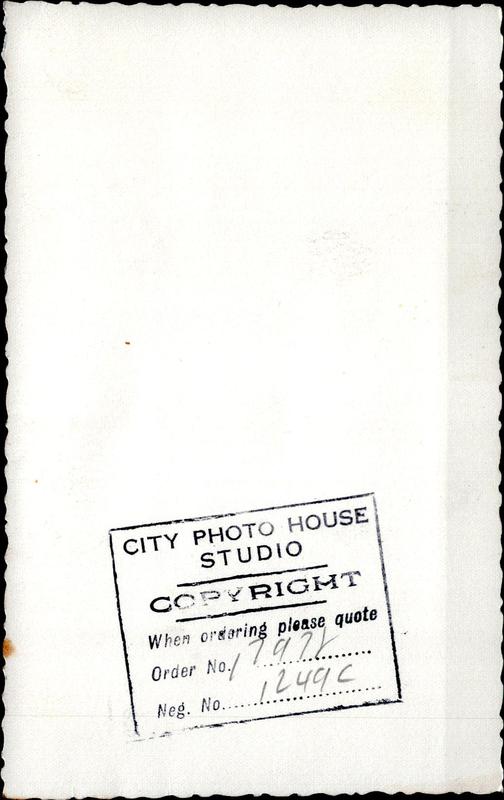 CITY PHOTO HOUSE
STUDIO
COPYRIGHT
When ordering please quote
Order No.
Neg. No. 1249C